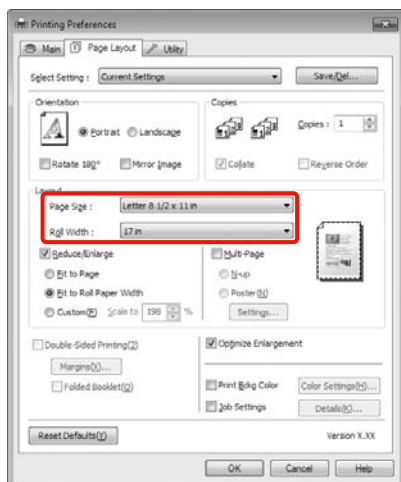 Printing Preferences
Main Page Layout Utility
Select Setting : Current Settings Save/Del...
Orientation Copies
A Portrait Landscape Copies : 1
Rotate 180° Mirror Image Collate Reverse Order
Layout
Page Size : Letter 8 1/2 x 11 in
Roll Width : 17 in
Reduce/Enlarge Multi-Page
Fit to Page N-up
Fit to Roll Paper Width Poster(N)
Custom(F) Scale to 198 % Settings...
Double-Sided Printing(2) Optimize Enlargement
Margins(X)...
Folded Booklet(Q) Print Bckg Color Color Settings(H)...
Job Settings Details(K)...
Reset Defaults(Y) Version X.XX
OK Cancel Help